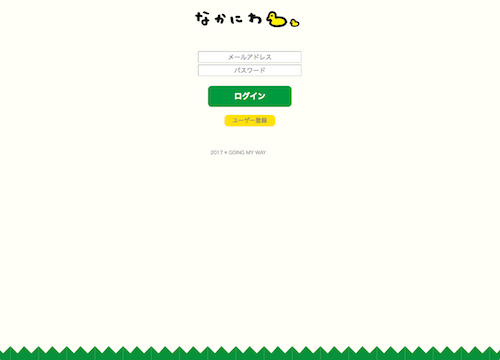 なかにわ
メールアドレス
パスワード
ログイン
ユーザー登録
2017 * GOING MY WAY